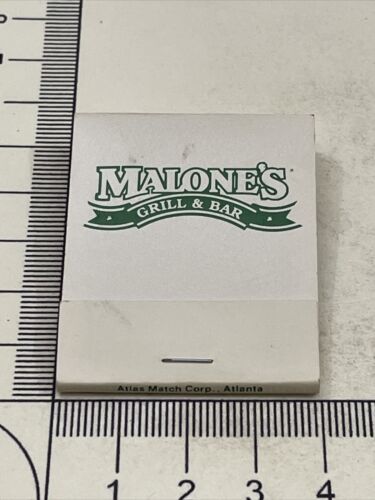 MALONE'S
GRILL & BAR
Atlas Match Corp., Atlanta
1 2 3 4